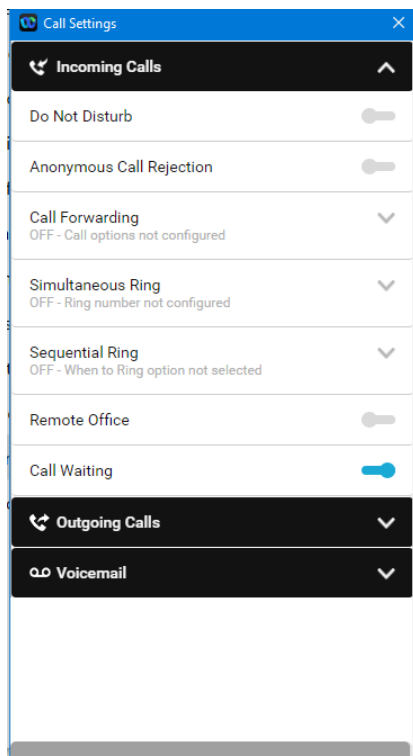 Call Settings
Incoming Calls
Do Not Disturb
Anonymous Call Rejection
Call Forwarding
OFF - Call options not configured
Simultaneous Ring
OFF - Ring number not configured
Sequential Ring
OFF - When to Ring option not selected
Remote Office
Call Waiting
Outgoing Calls
Voicemail